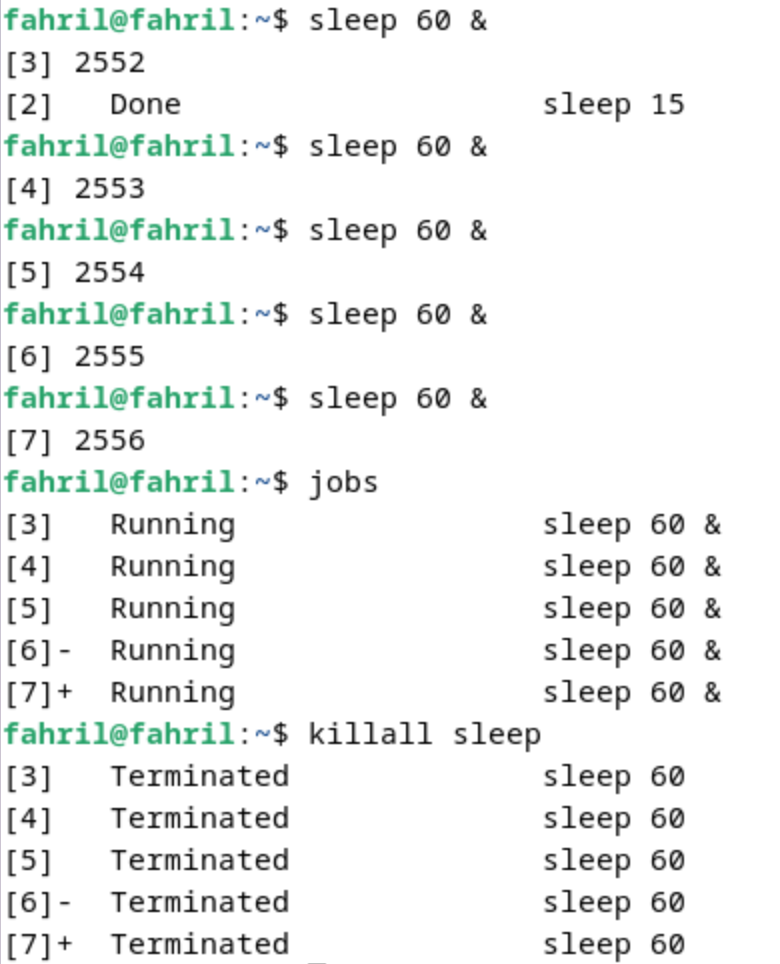 fahril@fahril:~$ sleep 60 &
[3] 2552
[2]   Done                    sleep 15
fahril@fahril:~$ sleep 60 &
[4] 2553
fahril@fahril:~$ sleep 60 &
[5] 2554
fahril@fahril:~$ sleep 60 &
[6] 2555
fahril@fahril:~$ sleep 60 &
[7] 2556
fahril@fahril:~$ jobs
[3]   Running                 sleep 60 &
[4]   Running                 sleep 60 &
[5]   Running                 sleep 60 &
[6]-  Running                 sleep 60 &
[7]+  Running                 sleep 60 &
fahril@fahril:~$ killall sleep
[3]   Terminated              sleep 60
[4]   Terminated              sleep 60
[5]   Terminated              sleep 60
[6]-  Terminated              sleep 60
[7]+  Terminated              sleep 60